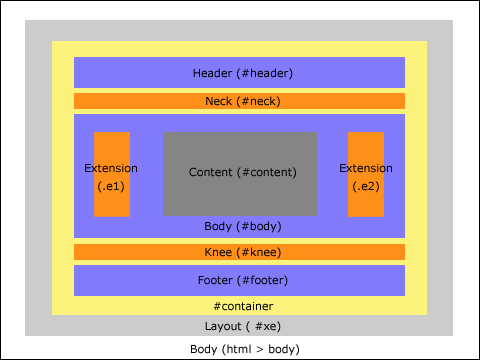 Header (#header)
Neck (#neck)
Extension
(.e1)
Content (#content)
Extension
(.e2)
Body (#body)
Knee (#knee)
Footer (#footer)
#container
Layout ( #xe)
Body (html > body)